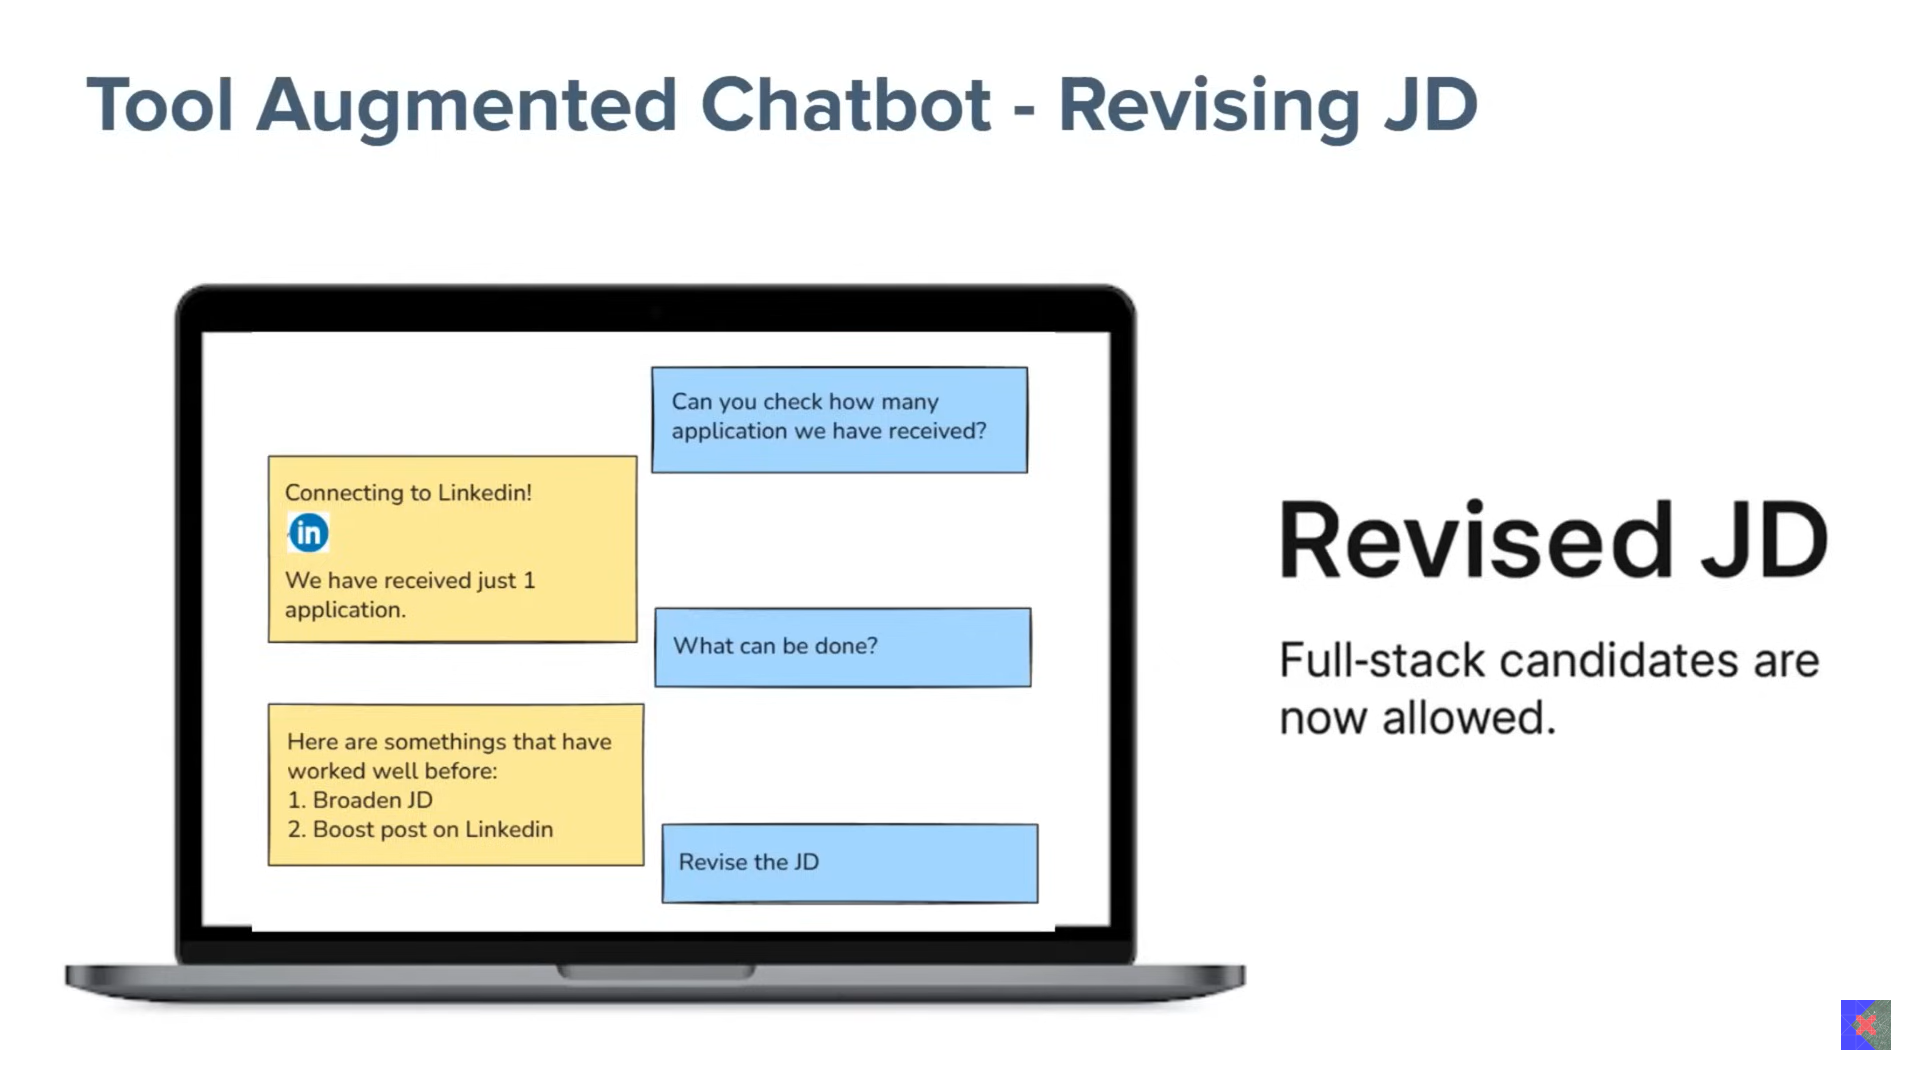 Tool Augmented Chatbot - Revising JD
Can you check how many
application we have received?
Connecting to Linkedin!
in
We have received just 1
application.
What can be done?
Here are somethings that have
worked well before:
1. Broaden JD
2. Boost post on Linkedin
Revise the JD
Revised JD
Full-stack candidates are
now allowed.